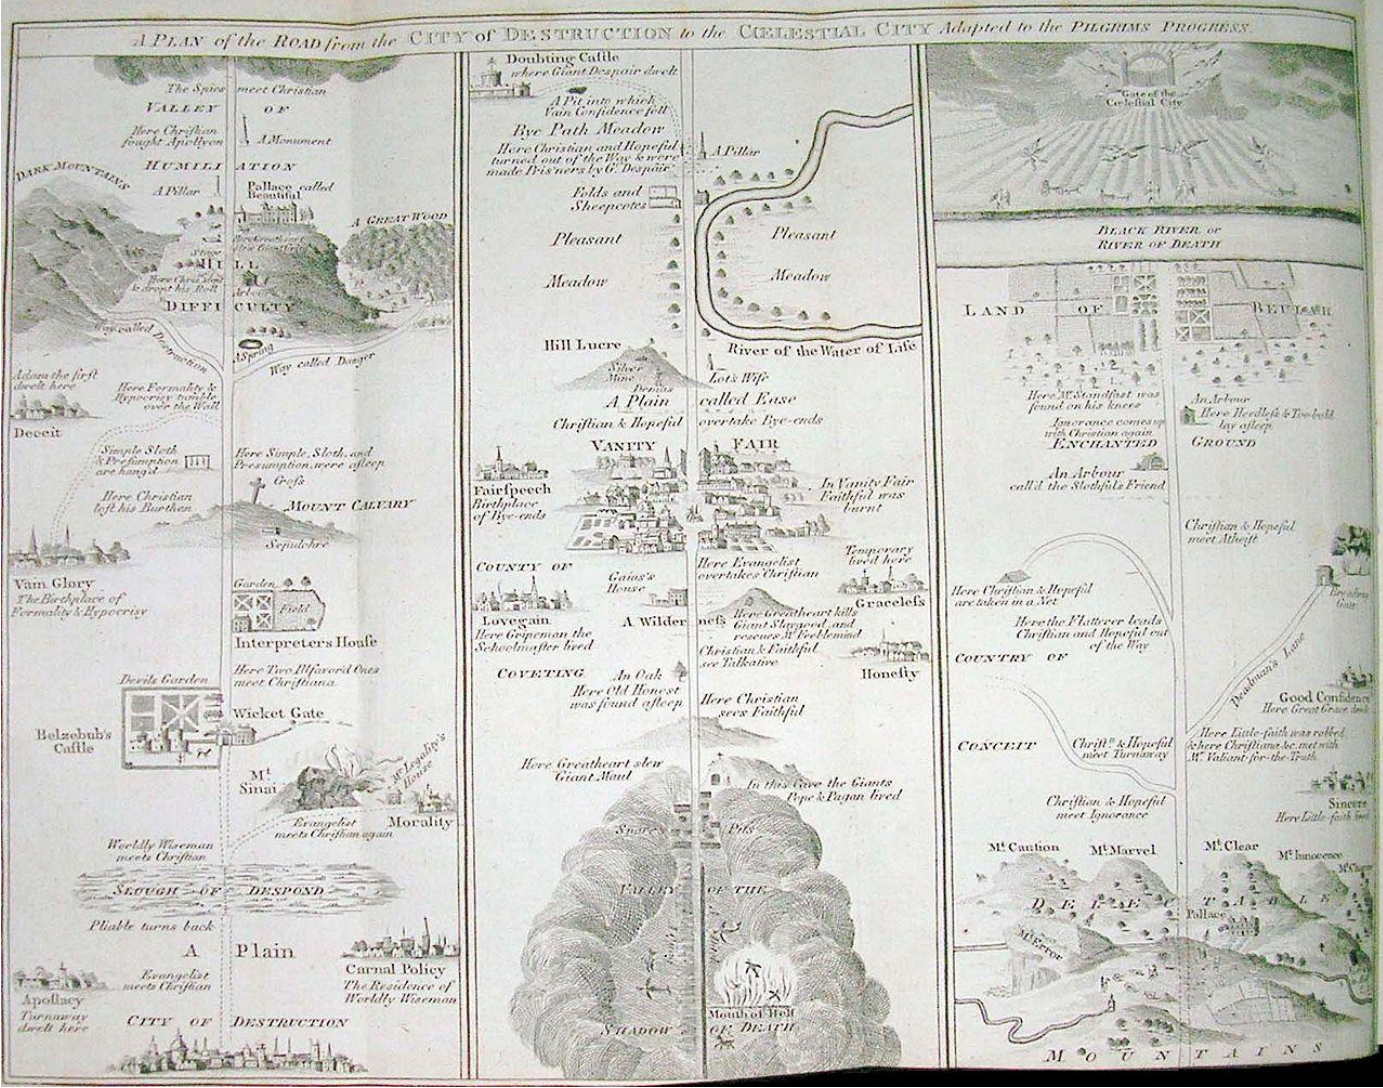 A PLAN of the ROAD from the CITY of DESTRUCTION to the CŒLESTIAL CITY Adapted to the PILGRIMS PROGRESS.
The Spies meet Christian
VALLEY OF
Here Christian
fought Apollyon
A Monument
HUMILIATION
DARK MOUNTAINS
A Pillar
Pallace called
Beautiful
A GREAT WOOD
HILL
& dropt his Roll
DIFFICULTY
Way called Destruction
A Spring
Way called Danger
Adam the first
dwelt here
Deceit
Here Formality &
Hypocrisy tumble
over the Wall
Simple Sloth
& Presumption
are hang'd
Here Simple, Sloth, and
Presumption, were asleep
Cross
Here Christian
left his Burthen
MOUNT CALVARY
Sepulchre
Vain Glory
The Birthplace of
Formality & Hypocrisy
Garden
Field
Interpreters House
Here Two Ill favor'd Ones
meet Christiana
Devils Garden
Wicket Gate
Belzebub's
Castle
Mt
Sinai
Mr Legality's
House
Evangelist
meets Christian again
Morality
Worldly Wiseman
meets Christian
SLOUGH OF DESPOND
Pliable turns back
A Plain
Carnal Policy
The Residence of
Worldly Wiseman
Evangelist
meets Christian
Apostacy
Turnaway
dwelt here
CITY OF DESTRUCTION
Doubting Castle
where Giant Despair dwelt
A Pit into which
Vain Confidence fell
Bye Path Meadow
Here Christian and Hopeful
turned out of the Way & were
made Pris'ners by Gt. Despair
A Pillar
Folds and
Sheepcotes
Pleasant
Meadow
Pleasant
Meadow
River of the Water of Life
Hill Lucre
Silver
Mine
Demas
Lot's Wife
A Plain called Ease
Christian & Hopeful overtake Bye-ends
VANITY FAIR
Fairspeech
Birthplace
of Bye-ends
In Vanity Fair
Faithful was
burnt
COUNTY OF
Here Evangelist
overtakes Christian
Temporary
lived here
Graceless
Gaius's
House
Lovegain
Here Gripeman the
Schoolmaster lived
A Wilderness
Here Greatheart kills
Giant Slaygood, and
rescues Mr. Feeblemind
Christian & Faithful
see Talkative
Honesty
COVETING
An Oak
Here Old Honest
was found asleep
Here Christian
sees Faithful
Here Greatheart slew
Giant Maul
In this Cave the Giants
Pope & Pagan lived
Snares Pits
VALLEY OF THE
SHADOW OF DEATH
Mouth of Hell
Gate of the
Cœlestial City
BLACK RIVER or
RIVER OF DEATH
LAND OF BEULAH
Here Mr. Standfast was
found on his knees
An Arbour
Here Heedless & Too-bold
lay asleep
Ignorance comes up
with Christian again
ENCHANTED GROUND
An Arbour
call'd the Slothful's Friend
Christian & Hopeful
meet Atheist
Here Christian & Hopeful
are taken in a Net
Here the Flatterer leads
Christian and Hopeful out
of the Way
Gate
COUNTRY OF
CONCEIT
Deadman's Lane
Good Confidence
Here Great Grace
Christn. & Hopeful
meet Turnaway
Here Little-faith was robbed
& here Christiana &c. met with
Mr. Valiant-for-the-Truth
Sincere
Here Little-faith
Christian & Hopeful
meet Ignorance
Mt. Caution
Mt. Marvel
Mt. Clear
Mt. Innocence
DELECTABLE
Pallace
Mt. Error
MOUNTAINS